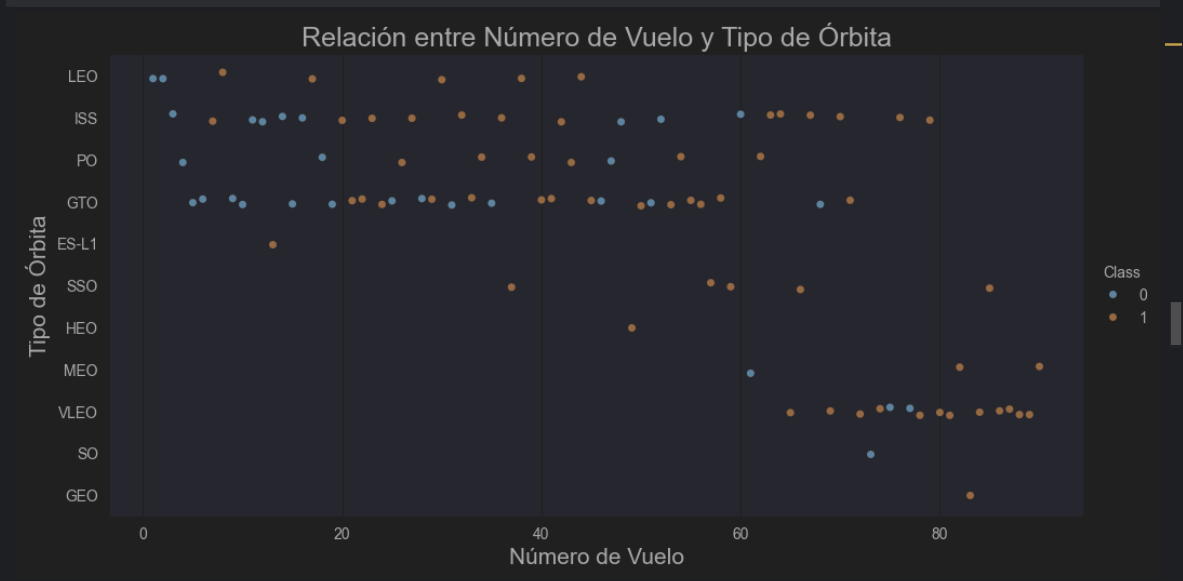 Relación entre Número de Vuelo y Tipo de Órbita
Tipo de Órbita
LEO
ISS
PO
GTO
ES-L1
SSO
HEO
MEO
VLEO
SO
GEO
0 20 40 60 80
Número de Vuelo
Class
0
1